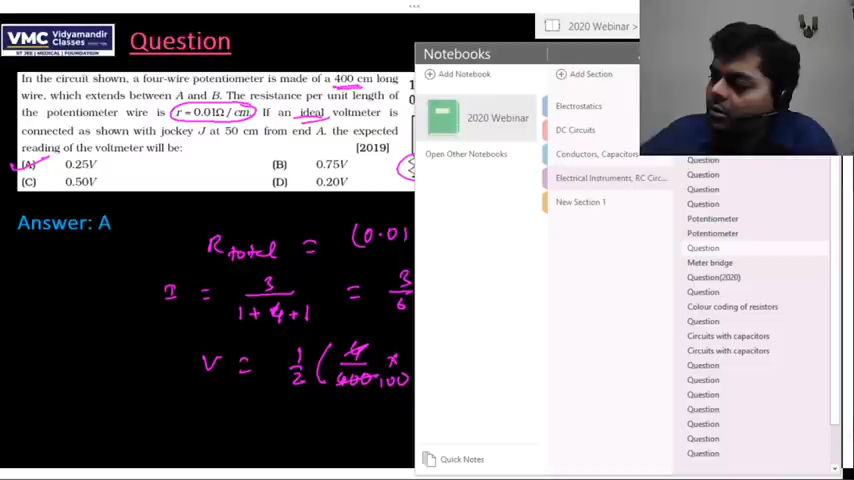 2020 Webinar >
VMC Vidyamandir Classes
IIT JEE | MEDICAL | FOUNDATION
Question
In the circuit shown, a four-wire potentiometer is made of a 400 cm long
wire, which extends between A and B. The resistance per unit length of
the potentiometer wire is r = 0.01Ω / cm. If an ideal voltmeter is
connected as shown with jockey J at 50 cm from end A, the expected
reading of the voltmeter will be: [2019]
(A) 0.25V (B) 0.75V
(C) 0.50V (D) 0.20V
Answer: A
R total = (0.01
I = 3 / 1 + 4 + 1 = 3 / 6
V = 1/2 ( 4 / 400 100 ×
Notebooks
Add Notebook
2020 Webinar
Open Other Notebooks
Quick Notes
Add Section
Electrostatics
DC Circuits
Conductors, Capacitors
Electrical Instruments, RC Circ...
New Section 1
Question
Question
Question
Question
Potentiometer
Potentiometer
Question
Meter bridge
Question(2020)
Question
Colour coding of resistors
Question
Circuits with capacitors
Circuits with capacitors
Question
Question
Question
Question
Question
Question
Question